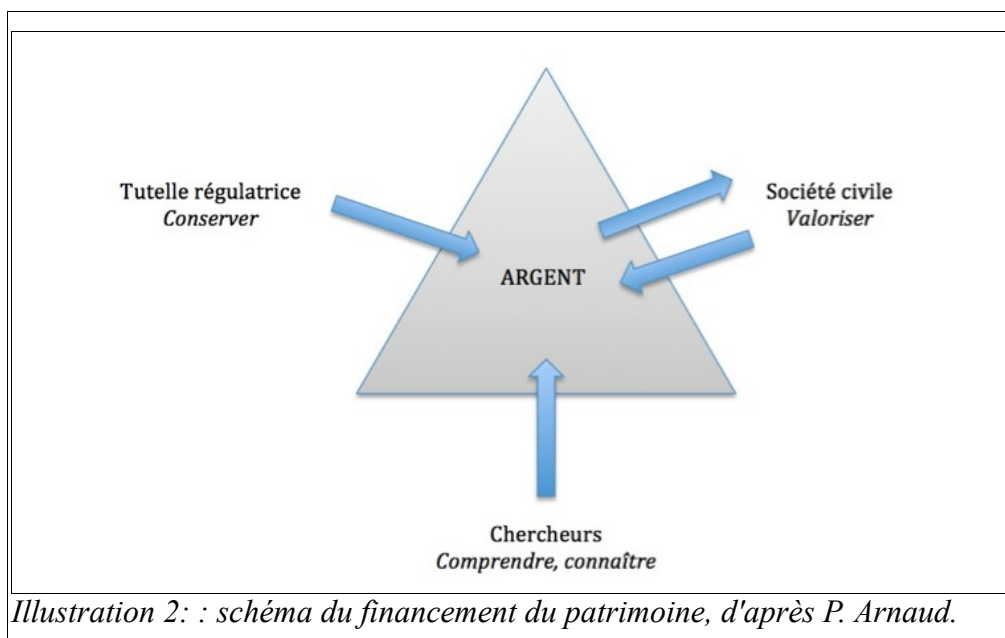 Tutelle régulatrice
Conserver
Société civile
Valoriser
ARGENT
Chercheurs
Comprendre, connaître
Illustration 2: : schéma du financement du patrimoine, d'après P. Arnaud.